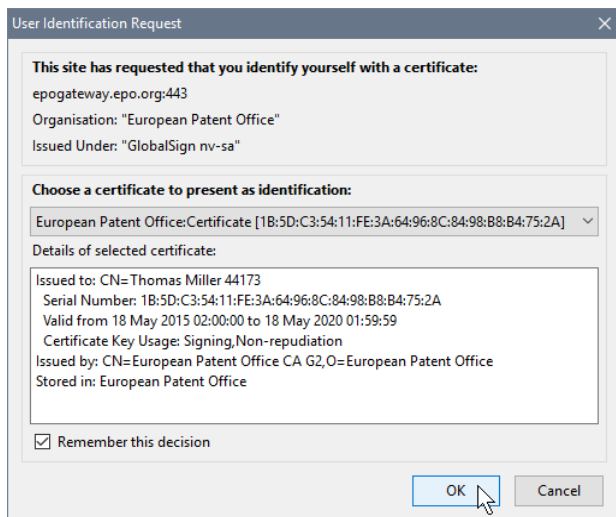 User Identification Request
This site has requested that you identify yourself with a certificate:
epogateway.epo.org:443
Organisation: "European Patent Office"
Issued Under: "GlobalSign nv-sa"
Choose a certificate to present as identification:
European Patent Office:Certificate [1B:5D:C3:54:11:FE:3A:64:96:8C:84:98:B8:B4:75:2A]
Details of selected certificate:
Issued to: CN=Thomas Miller 44173
Serial Number: 1B:5D:C3:54:11:FE:3A:64:96:8C:84:98:B8:B4:75:2A
Valid from 18 May 2015 02:00:00 to 18 May 2020 01:59:59
Certificate Key Usage: Signing,Non-repudiation
Issued by: CN=European Patent Office CA G2,O=European Patent Office
Stored in: European Patent Office
Remember this decision
OK Cancel